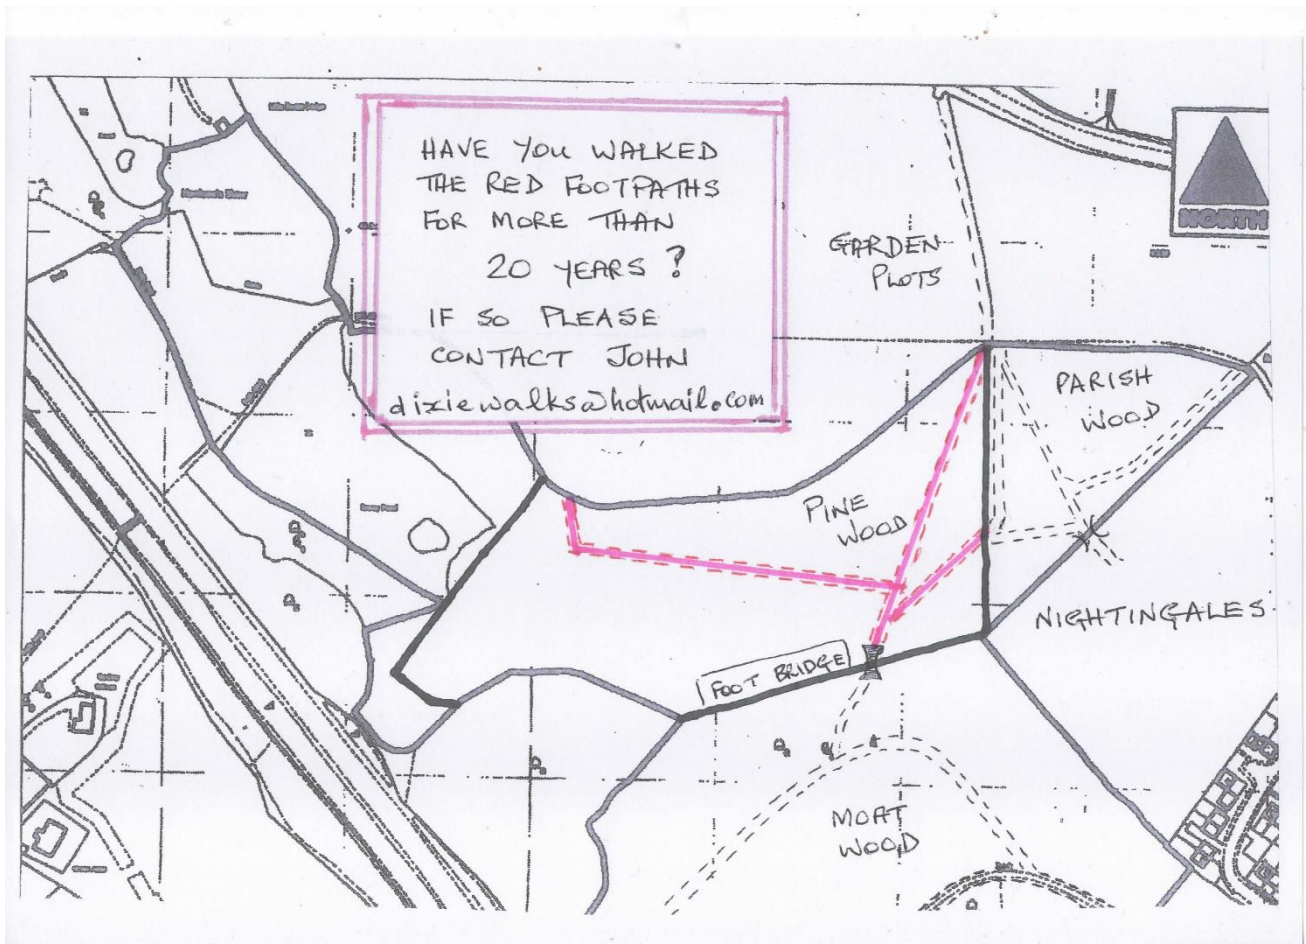 HAVE YOU WALKED
THE RED FOOTPATHS
FOR MORE THAN
20 YEARS ?
IF SO PLEASE
CONTACT JOHN
dixiewalks@hotmail.com
NORTH
GARDEN
PLOTS
PARISH
WOOD
PINE
WOOD
NIGHTINGALES
FOOT BRIDGE
MOAT
WOOD